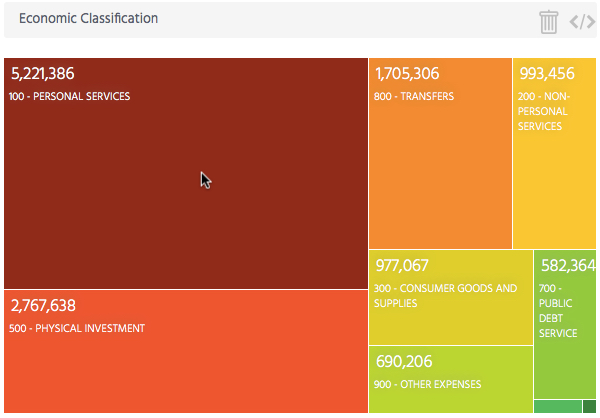 Economic Classification
5,221,386
100 - PERSONAL SERVICES
1,705,306
800 - TRANSFERS
993,456
200 - NON-
PERSONAL
SERVICES
2,767,638
500 - PHYSICAL INVESTMENT
977,067
300 - CONSUMER GOODS AND
SUPPLIES
690,206
900 - OTHER EXPENSES
582,364
700 -
PUBLIC
DEBT
SERVICE